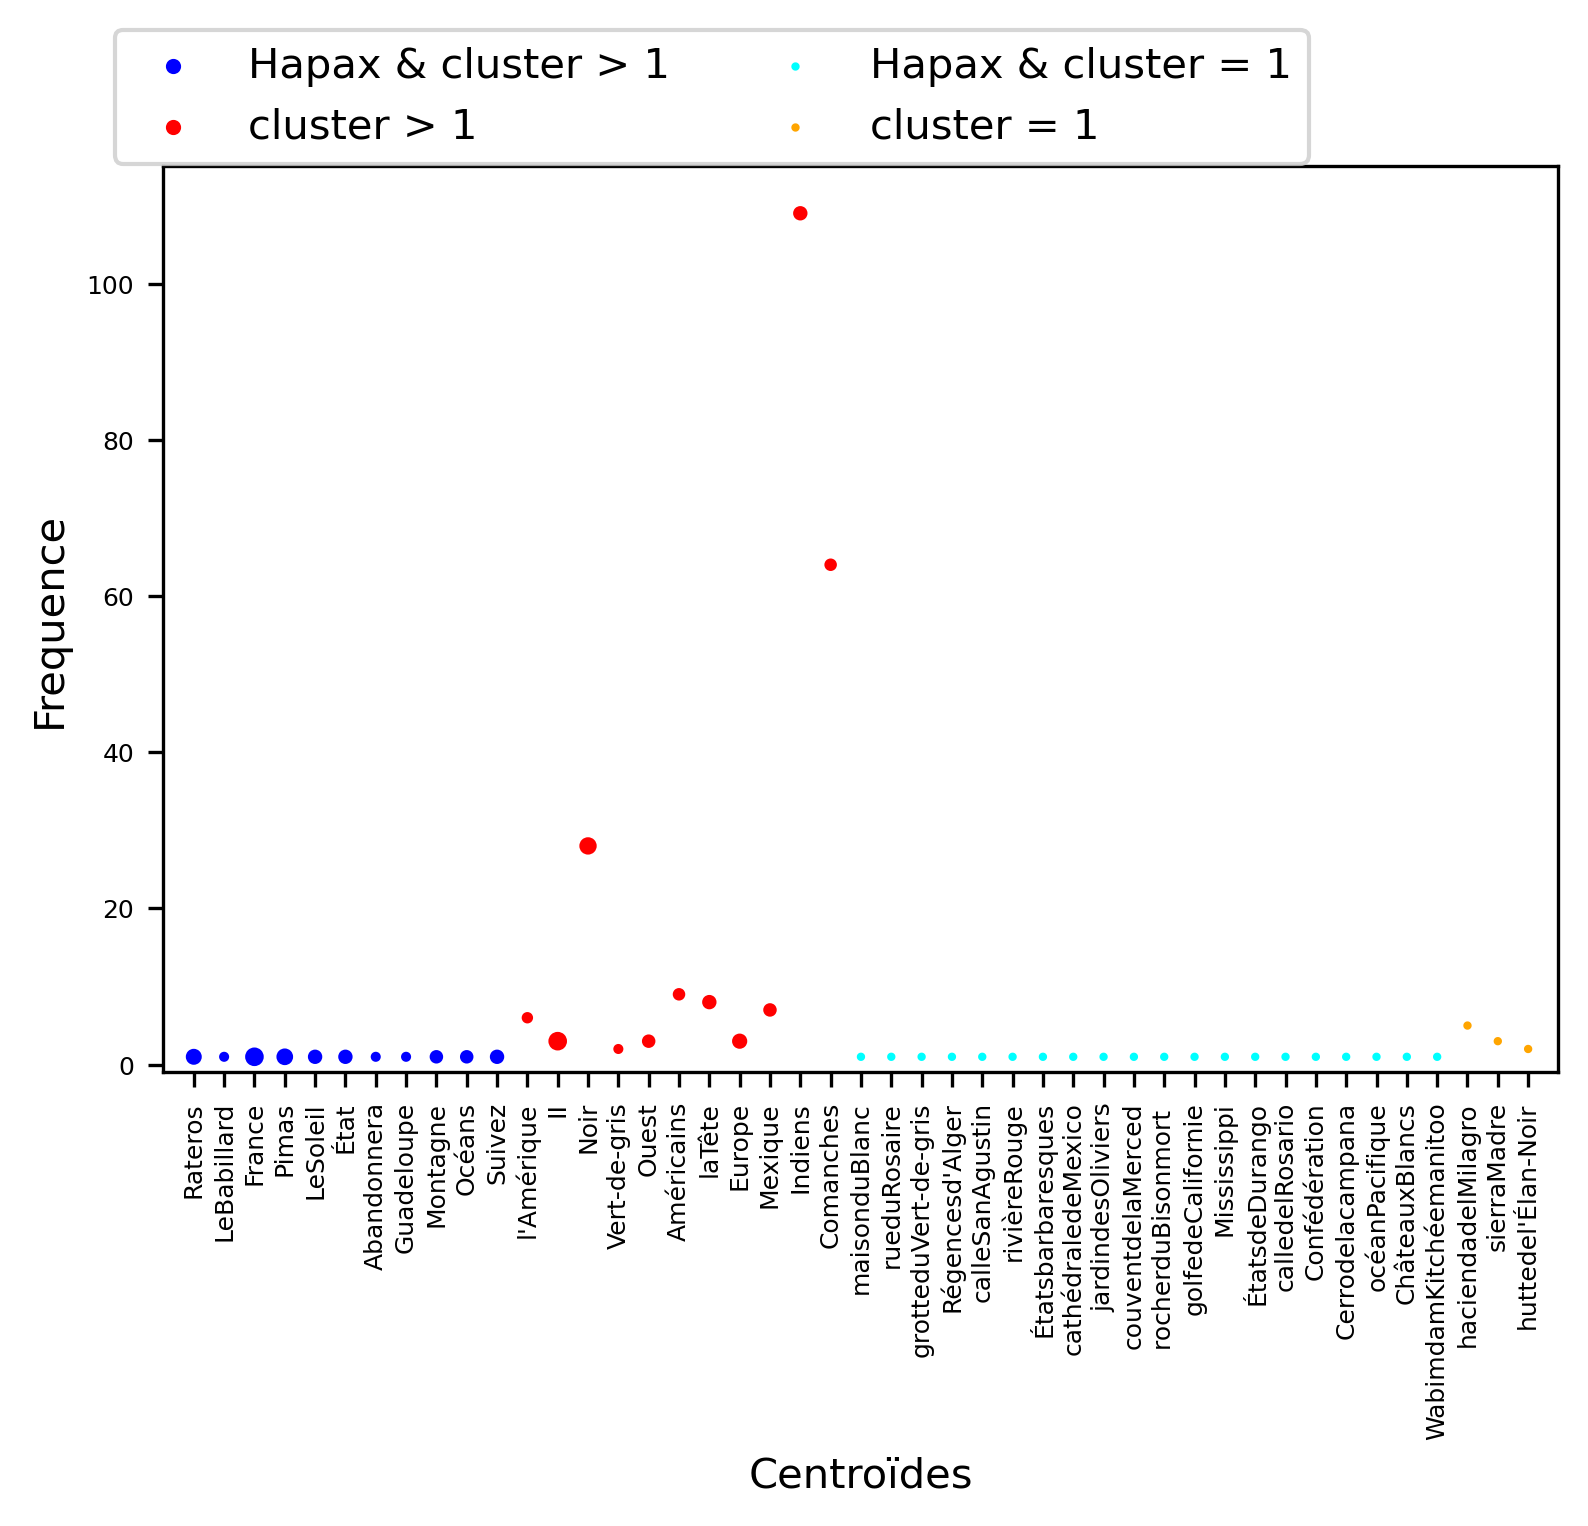 Hapax & cluster > 1
cluster > 1
Hapax & cluster = 1
cluster = 1
Frequence
100
80
60
40
20
0
Rateros
LeBabillard
France
Pimas
LeSoleil
État
Abandonnera
Guadeloupe
Montagne
Océans
Suivez
l'Amérique
II
Noir
Vert-de-gris
Ouest
Américains
laTête
Europe
Mexique
Indiens
Comanches
maisonduBlanc
rueduRosaire
grotteduVert-de-gris
Régencesd'Alger
calleSanAgustin
rivièreRouge
Étatsbarbaresques
cathédraledeMexico
jardindesOliviers
couventdelaMerced
rocherduBisonmort
golfedeCalifornie
Mississippi
ÉtatsdeDurango
calledelRosario
Confédération
Cerrodelacampana
océanPacifique
ChâteauxBlancs
WabimdamKitchéemanitoo
haciendadelMilagro
sierraMadre
huttedel'Élan-Noir
Centroïdes